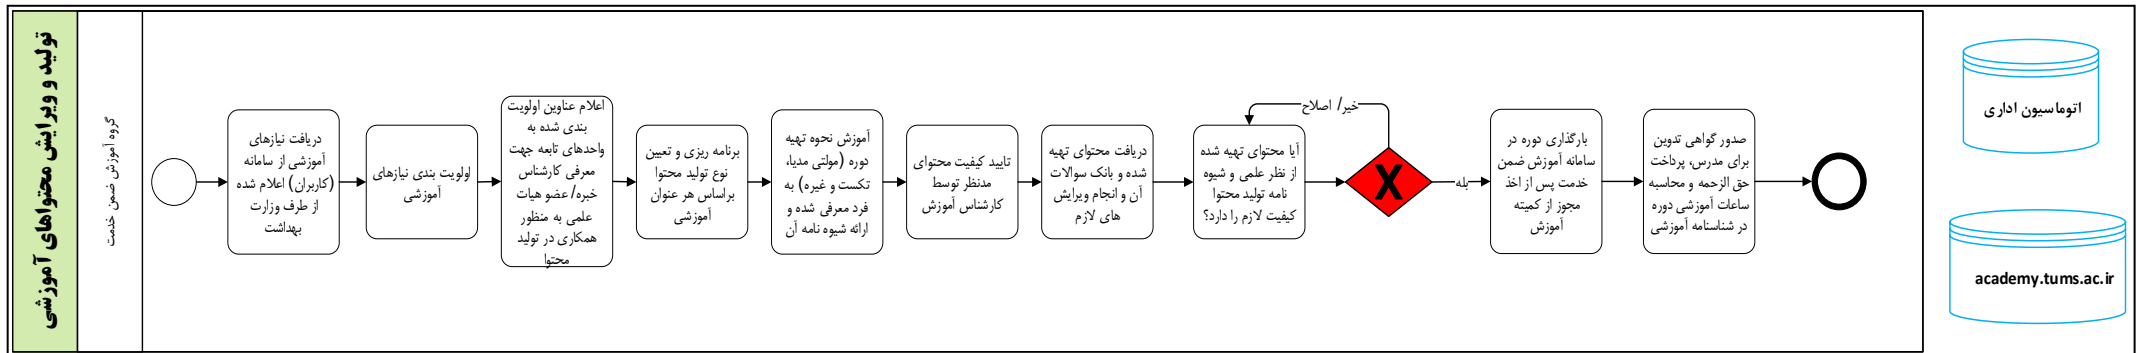 تولید و ویرایش محتواهای آموزشی
گروه آموزش ضمن خدمت
دریافت نیازهای
آموزشی از سامانه
(کاربران) اعلام شده
از طرف وزارت
بهداشت
اولویت بندی نیازهای
آموزشی
اعلام عناوین اولویت
بندی شده به
واحدهای تابعه جهت
معرفی کارشناس
خبره/ عضو هیات
علمی به منظور
همکاری در تولید
محتوا
برنامه ریزی و تعیین
نوع تولید محتوا
براساس هر عنوان
آموزشی
آموزش نحوه تهیه
دوره (مولتی مدیا،
تکست و غیره) به
فرد معرفی شده و
ارائه شیوه نامه آن
تایید کیفیت محتوای
مدنظر توسط
کارشناس آموزش
دریافت محتوای تهیه
شده و بانک سوالات
آن و انجام ویرایش
های لازم
آیا محتوای تهیه شده
از نظر علمی و شیوه
نامه تولید محتوا
کیفیت لازم را دارد؟
خیر/ اصلاح
X
بله
بارگذاری دوره در
سامانه آموزش ضمن
خدمت پس از اخذ
مجوز از کمیته
آموزش
صدور گواهی تدوین
برای مدرس، پرداخت
حق الزحمه و محاسبه
ساعات آموزشی دوره
در شناسنامه آموزشی
اتوماسیون اداری
academy.tums.ac.ir